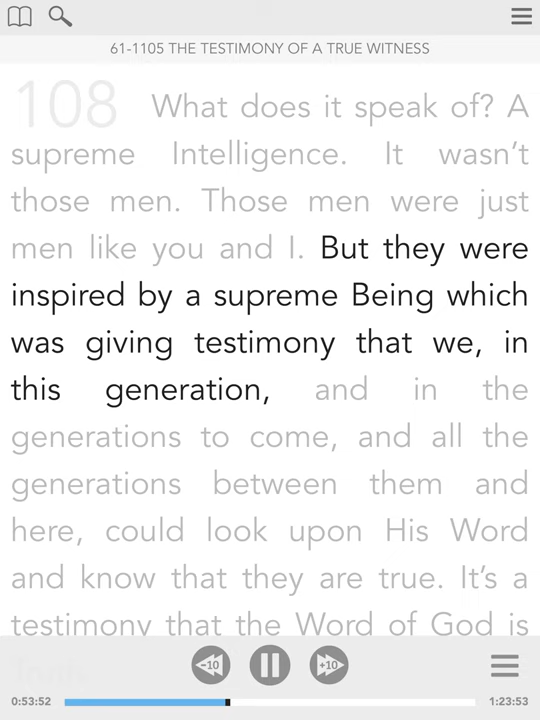 61-1105 THE TESTIMONY OF A TRUE WITNESS
108 What does it speak of? A
supreme Intelligence. It wasn't
those men. Those men were just
men like you and I. But they were
inspired by a supreme Being which
was giving testimony that we, in
this generation, and in the
generations to come, and all the
generations between them and
here, could look upon His Word
and know that they are true. It's a
testimony that the Word of God is
Truth.
-10 +10
0:53:52 1:23:53